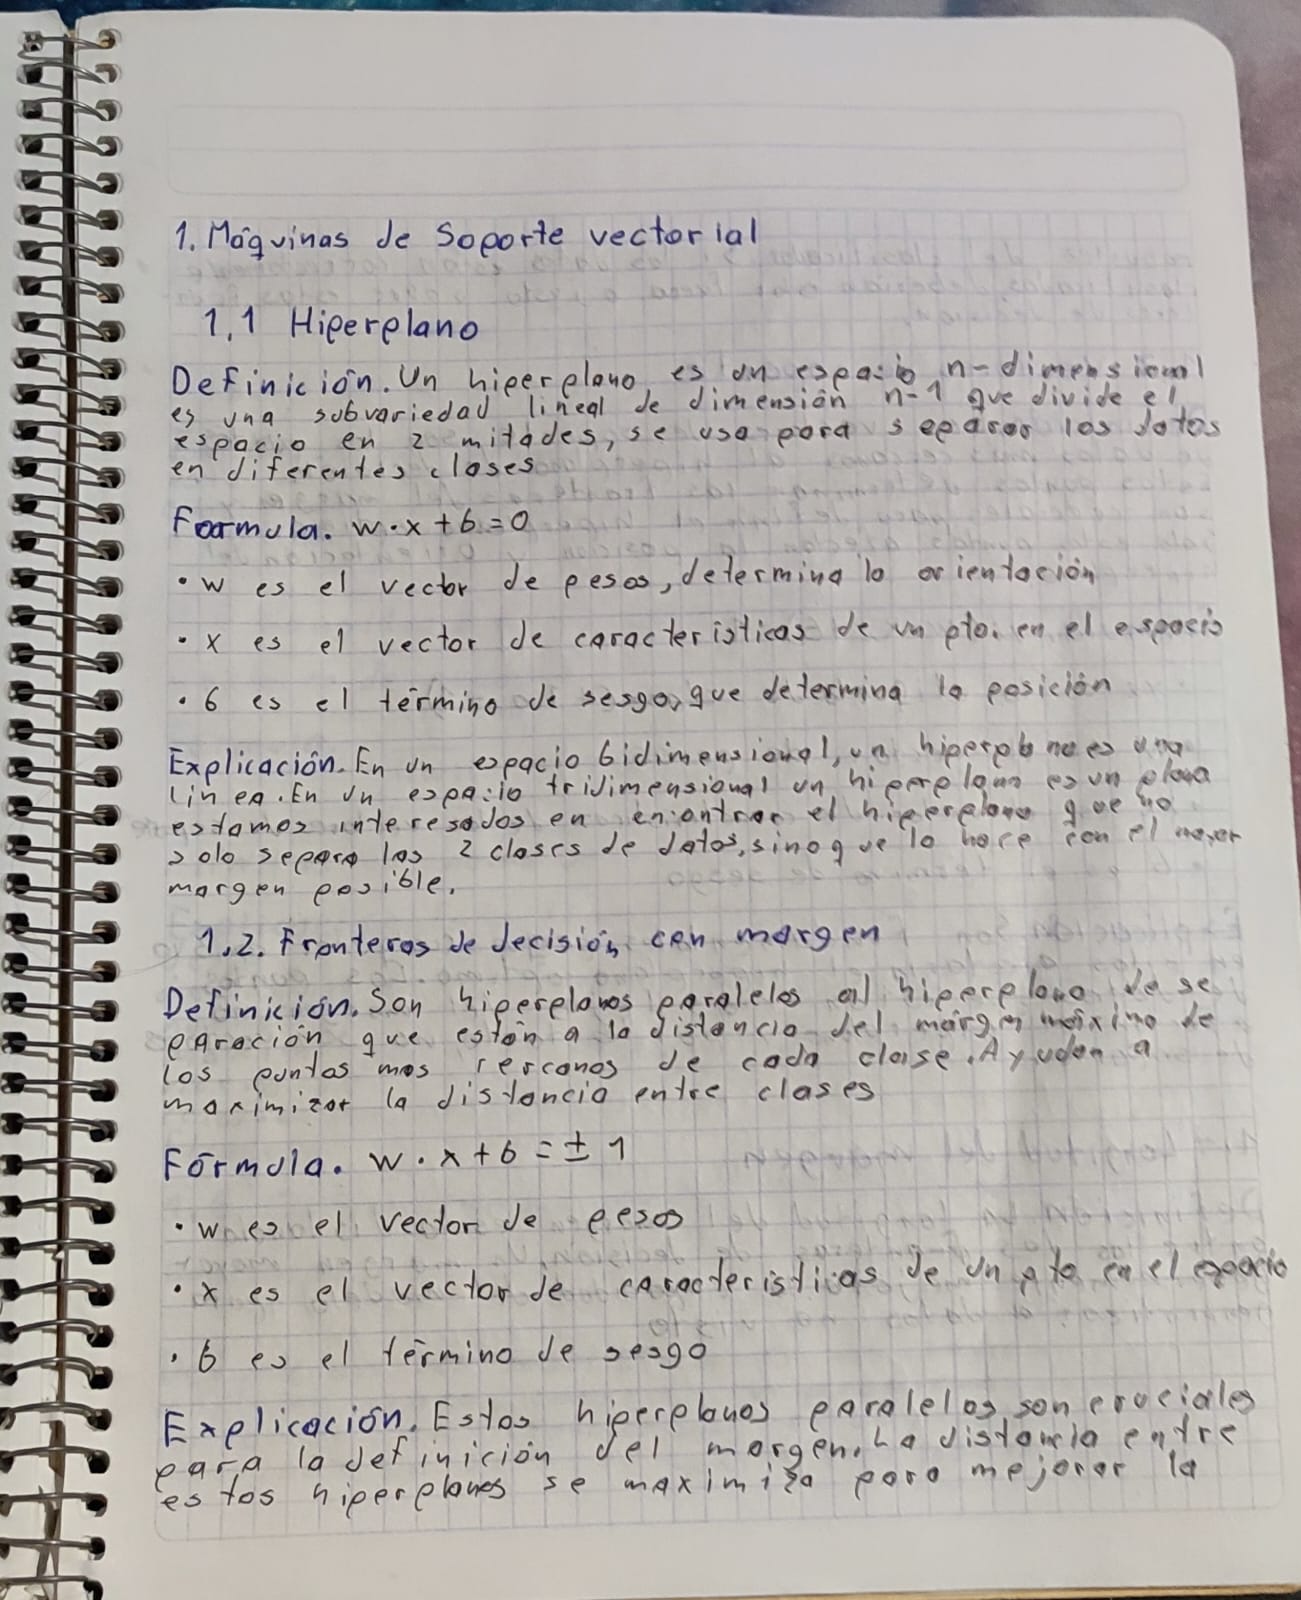 1. Máquinas de Soporte vectorial
1.1 Hiperplano
Definición. Un hiperplano es un espacio n-dimensional
es una subvariedad lineal de dimensión n-1 que divide el
espacio en 2 mitades, se usa para separar los datos
en diferentes clases
Formula. w·x+b=0
• w es el vector de pesos, determina la orientación
• x es el vector de características de un pto. en el espacio
• b es el término de sesgo, que determina la posición
Explicación. En un espacio bidimensional, un hiperplano es una
linea. En un espacio tridimensional un hiperplano es un plano
estamos interesados en encontrar el hiperplano que no
solo separa las 2 clases de datos, sino que lo hace con el mayor
margen posible.
1.2. Fronteras de decisión con margen
Definición. Son hiperplanos paralelos al hiperplano de se
paración que están a la distancia del márgen máximo de
los puntos mas cercanos de cada clase. Ayudan a
maximizar la distancia entre clases
Fórmula. w·x+b=±1
• w es el vector de pesos
• x es el vector de características de un pto en el espacio
• b es el término de sesgo
Explicación. Estos hiperplanos paralelos son cruciales
para la definición del margen. La distancia entre
estos hiperplanos se maximiza para mejorar la